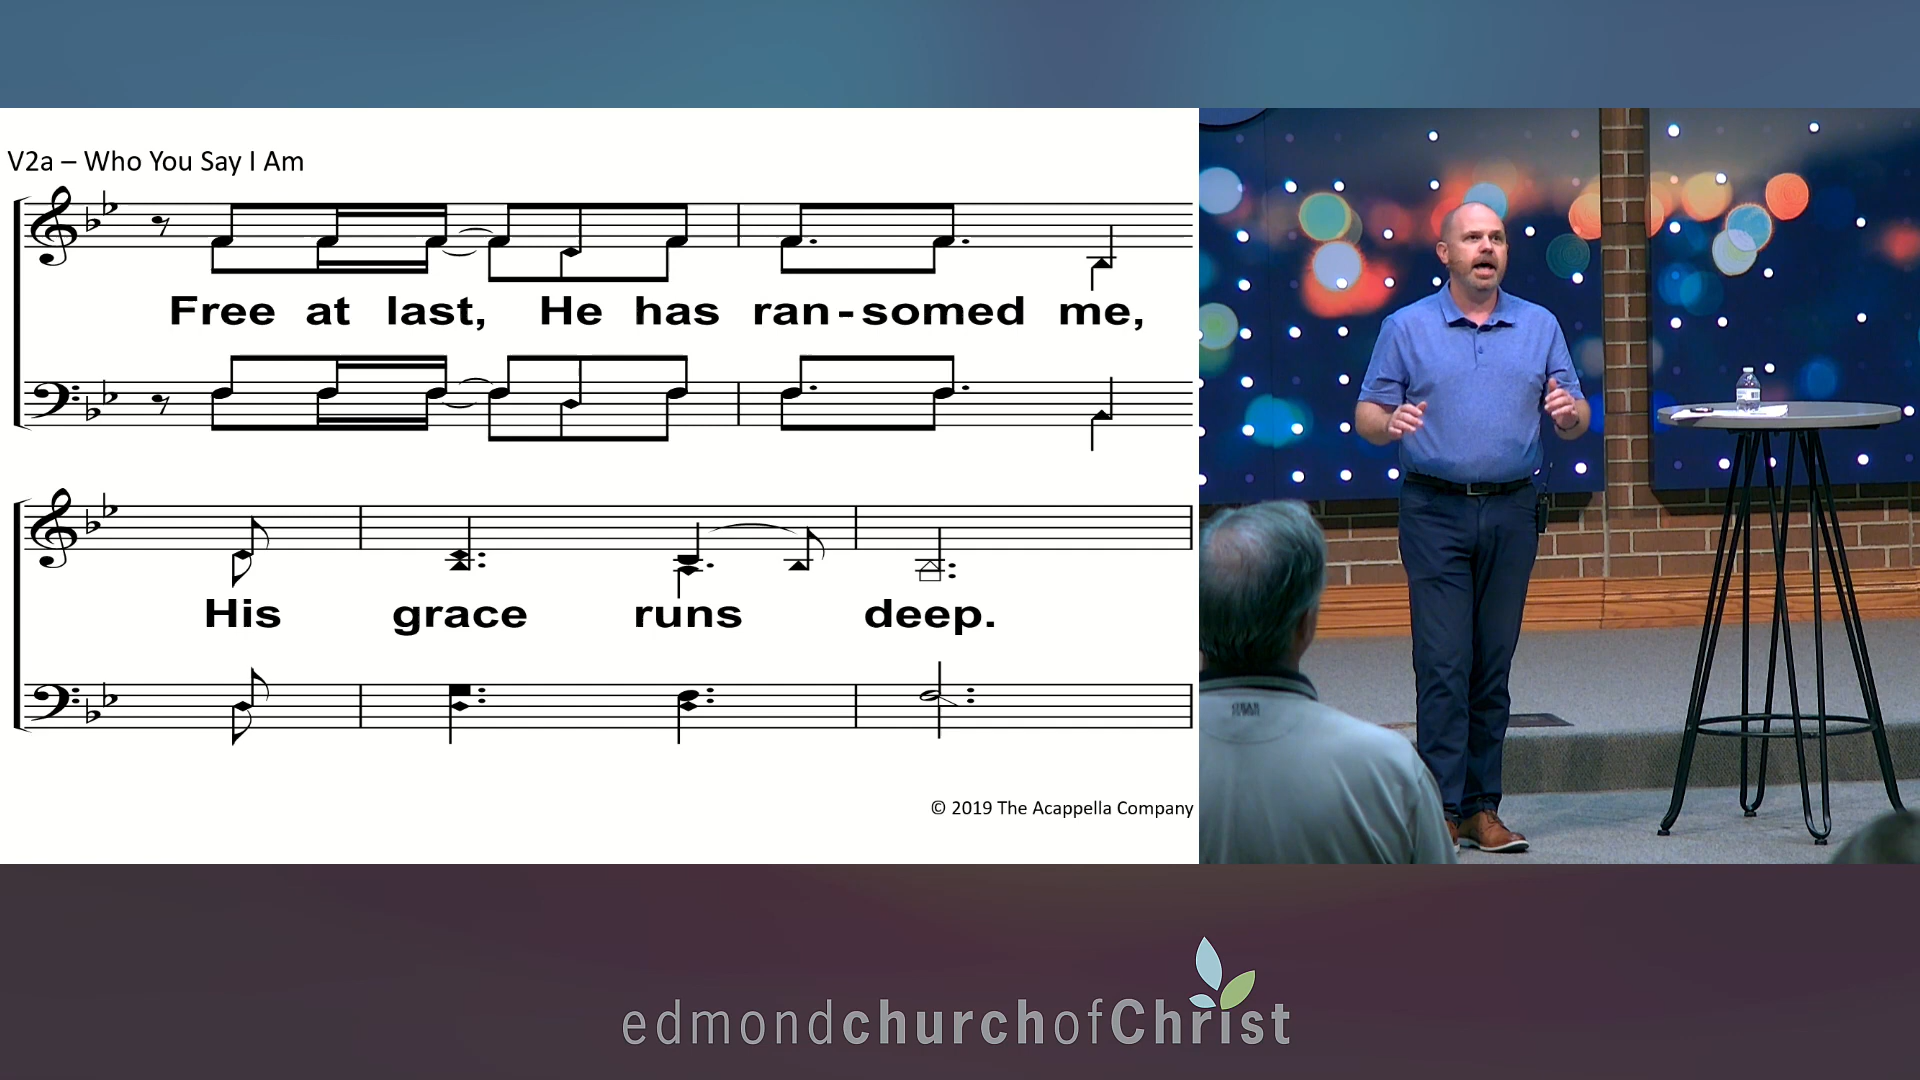 V2a – Who You Say I Am
Free at last, He has ran-somed me,
His grace runs deep.
© 2019 The Acappella Company
edmondchurchofChrist